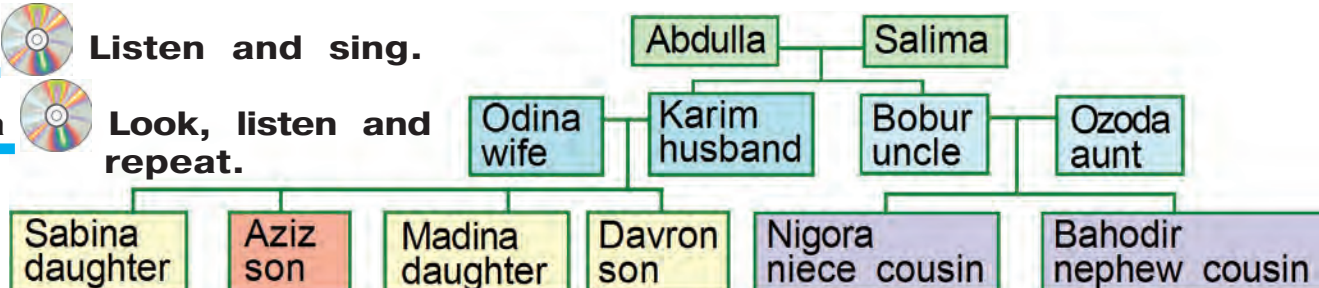 Listen and sing.
a Look, listen and
repeat.
Abdulla
Salima
Odina
wife
Karim
husband
Bobur
uncle
Ozoda
aunt
Sabina
daughter
Aziz
son
Madina
daughter
Davron
son
Nigora
niece cousin
Bahodir
nephew cousin